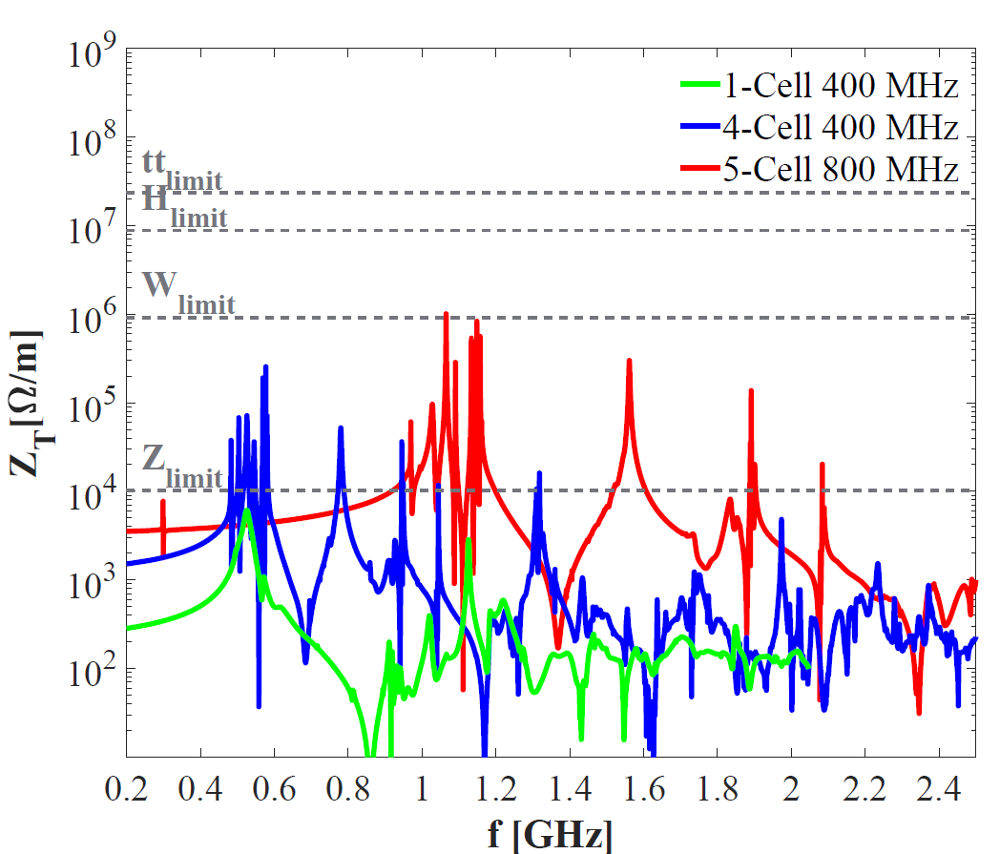 10^9
10^8
10^7
10^6
10^5
10^4
10^3
10^2
Z_T [Ω/m]
1-Cell 400 MHz
4-Cell 400 MHz
5-Cell 800 MHz
tt_limit
H_limit
W_limit
Z_limit
0.2 0.4 0.6 0.8 1 1.2 1.4 1.6 1.8 2 2.2 2.4
f [GHz]